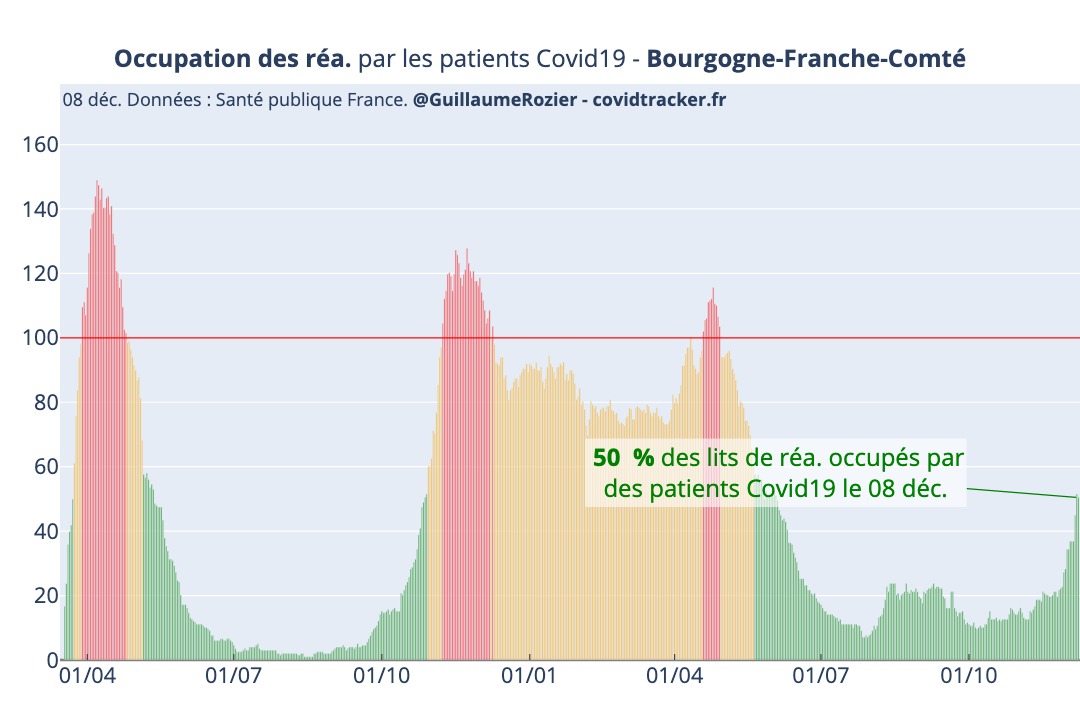 Occupation des réa. par les patients Covid19 - Bourgogne-Franche-Comté
08 déc. Données : Santé publique France. @GuillaumeRozier - covidtracker.fr
160
140
120
100
80
60
40
20
0
50 % des lits de réa. occupés par
des patients Covid19 le 08 déc.
01/04 01/07 01/10 01/01 01/04 01/07 01/10